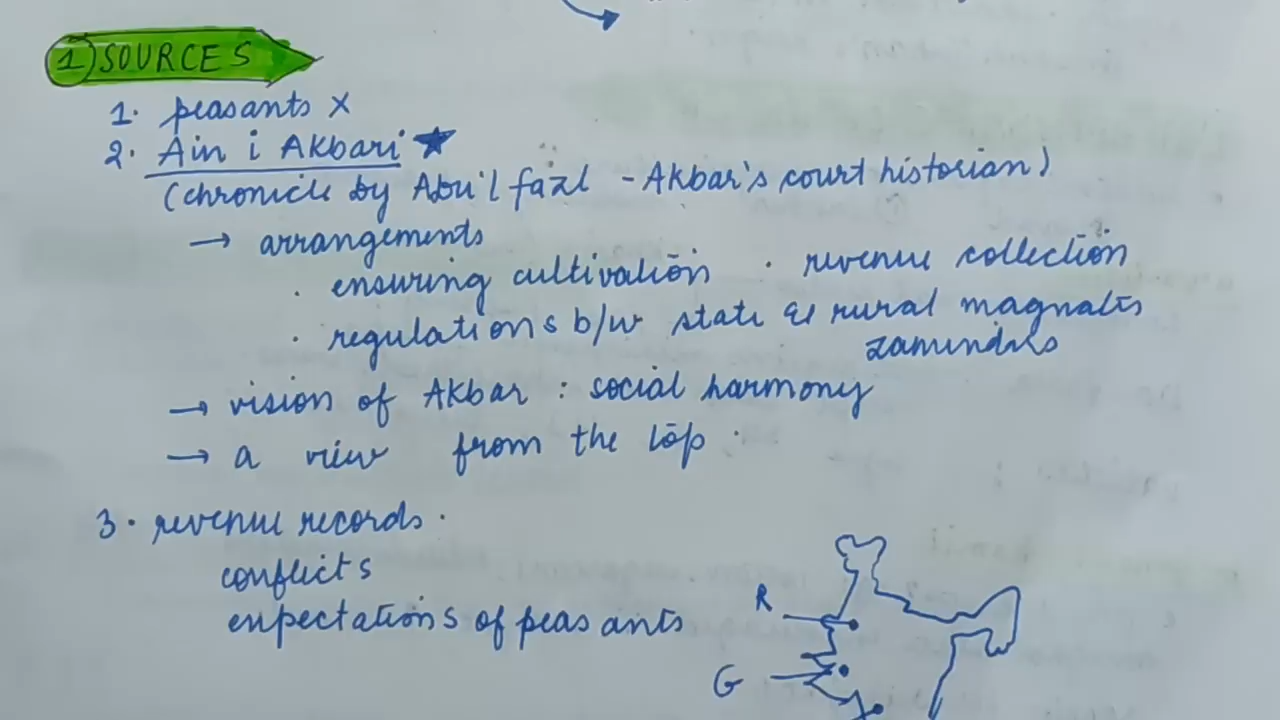 1) SOURCES
1. peasants x
2. Ain i Akbari ★
(chronicle by Abu'l fazl - Akbar's court historian)
→ arrangements
. ensuring cultivation . revenue collection
. regulations b/w state & rural magnates
zamindars
→ vision of Akbar : social harmony
→ a view from the top .
3. revenue records.
conflicts
expectations of peasants
R
G